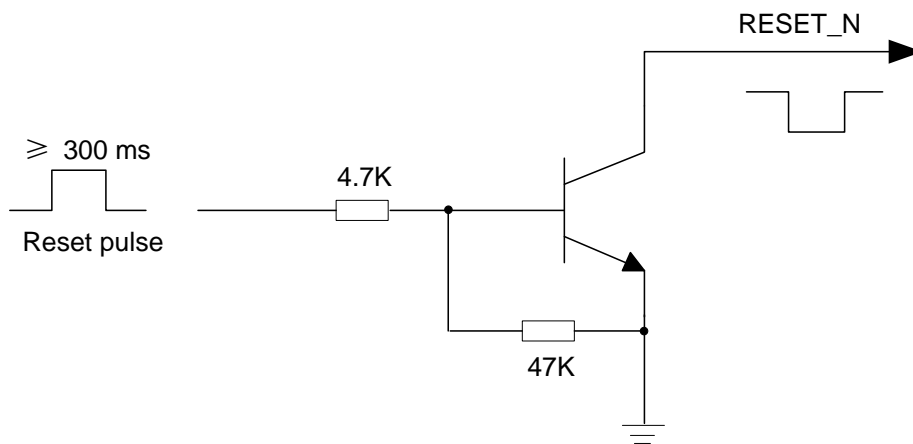 RESET_N
≥ 300 ms
4.7K
Reset pulse
47K